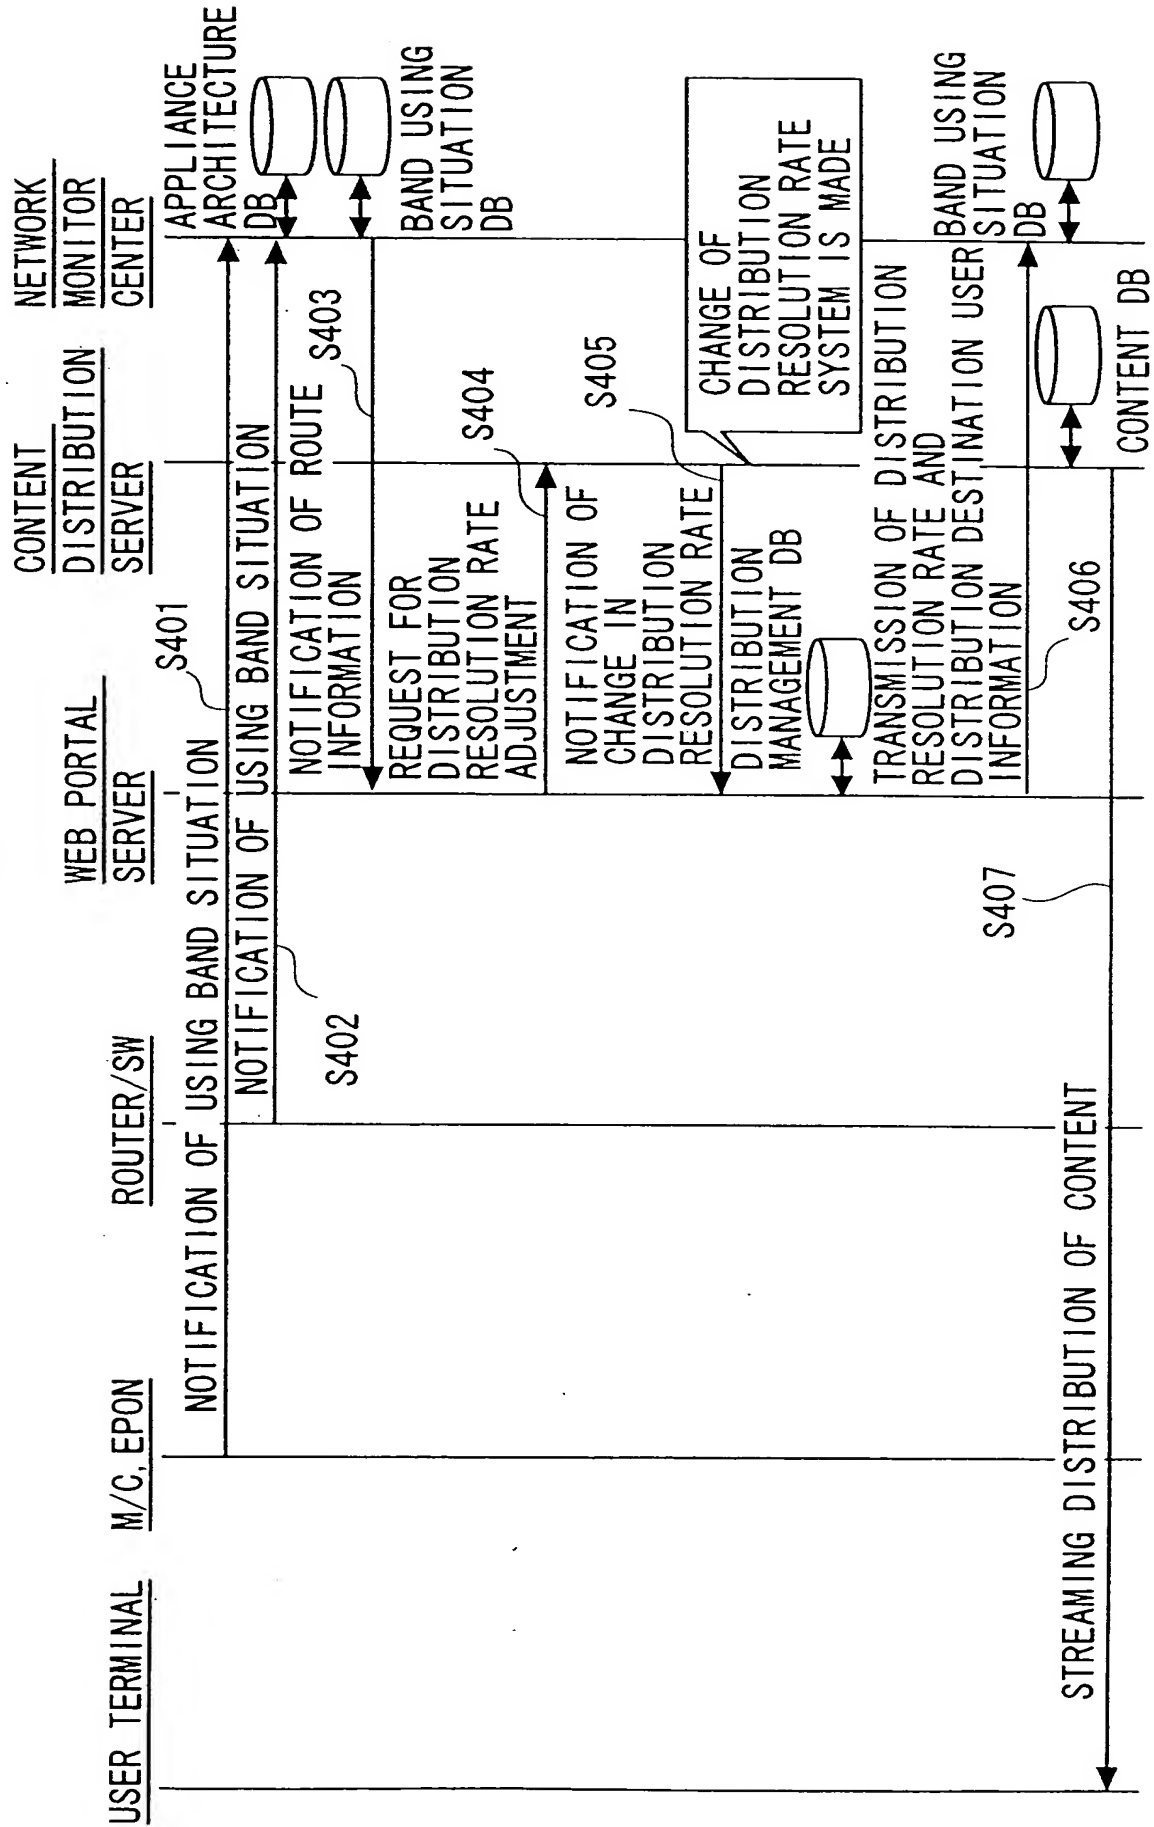 USER TERMINAL
M/C, EPON
ROUTER/SW
WEB PORTAL
SERVER
CONTENT
DISTRIBUTION
SERVER
NETWORK
MONITOR
CENTER
NOTIFICATION OF USING BAND SITUATION
S401
NOTIFICATION OF USING BAND SITUATION
S402
APPLIANCE
ARCHITECTURE
DB
BAND USING
SITUATION
DB
NOTIFICATION OF ROUTE
INFORMATION
S403
REQUEST FOR
DISTRIBUTION
RESOLUTION RATE
ADJUSTMENT
S404
NOTIFICATION OF
CHANGE IN
DISTRIBUTION
RESOLUTION RATE
S405
CHANGE OF
DISTRIBUTION
RESOLUTION RATE
SYSTEM IS MADE
DISTRIBUTION
MANAGEMENT DB
TRANSMISSION OF DISTRIBUTION
RESOLUTION RATE AND
DISTRIBUTION DESTINATION USER
INFORMATION
S406
BAND USING
SITUATION
DB
CONTENT DB
STREAMING DISTRIBUTION OF CONTENT
S407